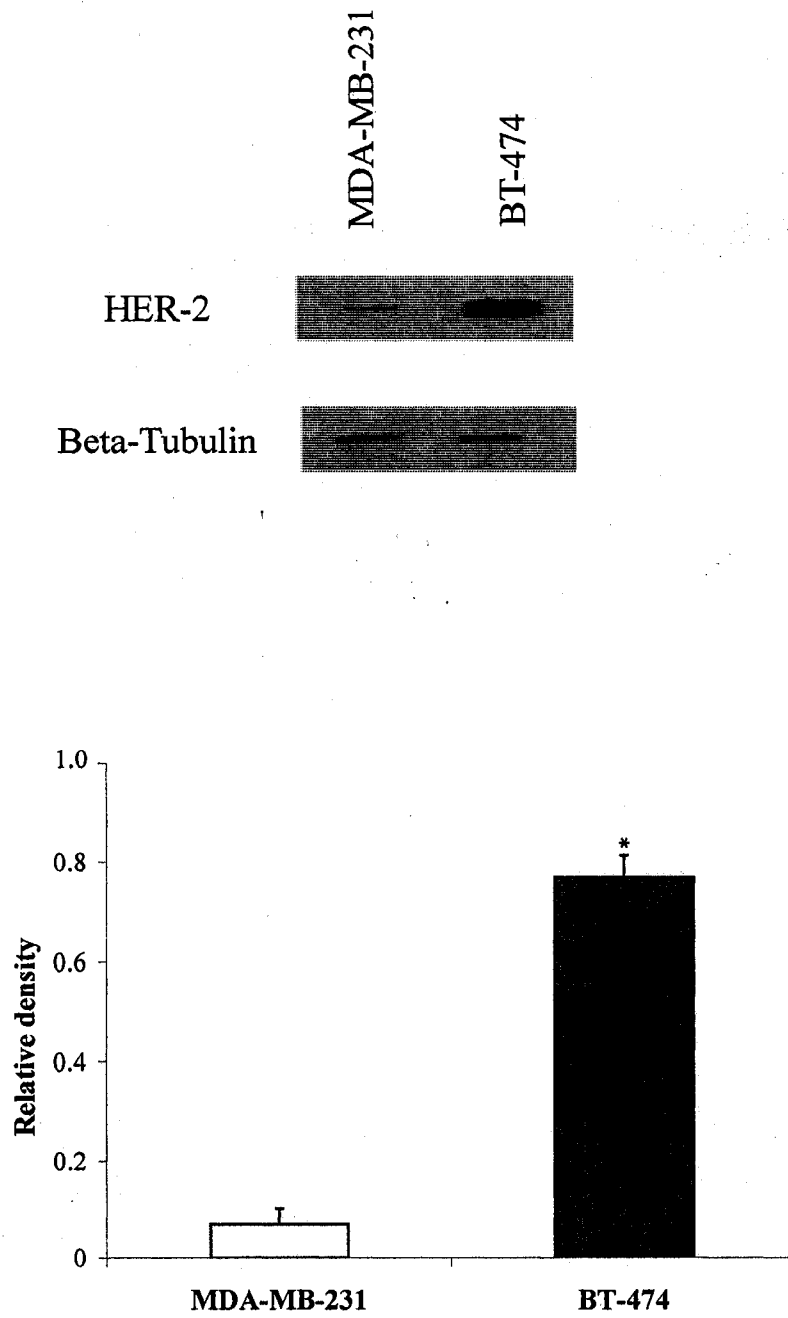 MDA-MB-231
BT-474
HER-2
Beta-Tubulin
1.0
0.8
0.6
0.4
0.2
0
Relative density
*
MDA-MB-231
BT-474